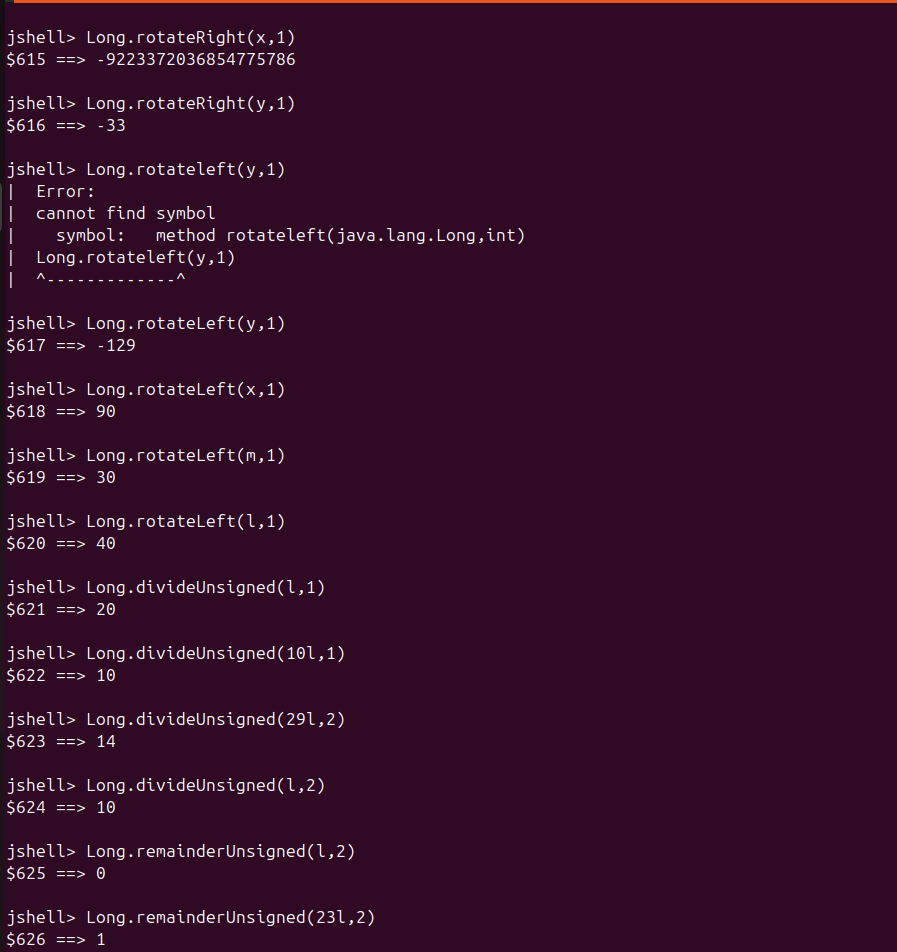 jshell> Long.rotateRight(x,1)
$615 ==> -9223372036854775786
jshell> Long.rotateRight(y,1)
$616 ==> -33
jshell> Long.rotateleft(y,1)
|  Error:
|  cannot find symbol
|    symbol:   method rotateleft(java.lang.Long,int)
|  Long.rotateleft(y,1)
|  ^-------------^
jshell> Long.rotateLeft(y,1)
$617 ==> -129
jshell> Long.rotateLeft(x,1)
$618 ==> 90
jshell> Long.rotateLeft(m,1)
$619 ==> 30
jshell> Long.rotateLeft(l,1)
$620 ==> 40
jshell> Long.divideUnsigned(l,1)
$621 ==> 20
jshell> Long.divideUnsigned(10l,1)
$622 ==> 10
jshell> Long.divideUnsigned(29l,2)
$623 ==> 14
jshell> Long.divideUnsigned(l,2)
$624 ==> 10
jshell> Long.remainderUnsigned(l,2)
$625 ==> 0
jshell> Long.remainderUnsigned(23l,2)
$626 ==> 1